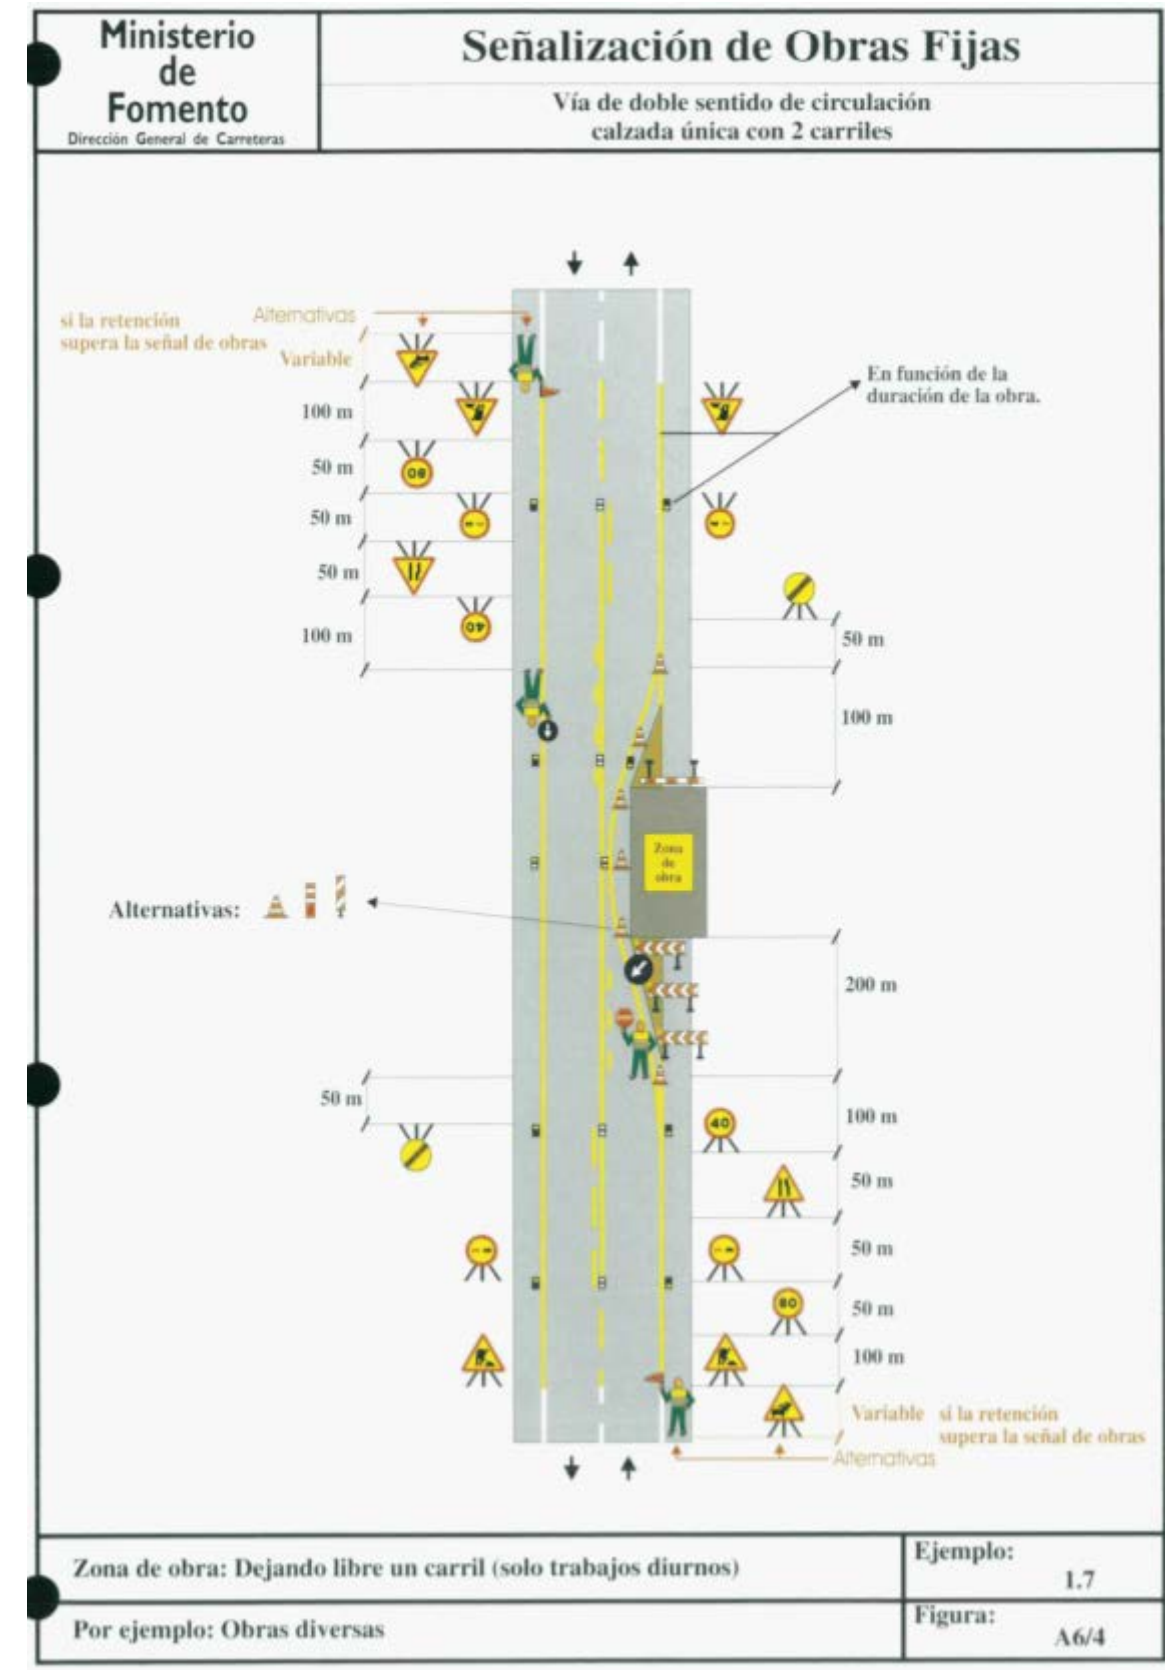 Ministerio
de
Fomento
Dirección General de Carreteras
Señalización de Obras Fijas
Vía de doble sentido de circulación
calzada única con 2 carriles
si la retención
supera la señal de obras
Alternativas
Variable
100 m
50 m
50 m
50 m
100 m
80
40
En función de la
duración de la obra.
50 m
100 m
Zona
de
obra
Alternativas:
200 m
50 m
100 m
40
50 m
50 m
80
50 m
100 m
Variable si la retención
supera la señal de obras
Alternativas
Zona de obra: Dejando libre un carril (solo trabajos diurnos)
Ejemplo:
1.7
Por ejemplo: Obras diversas
Figura:
A6/4